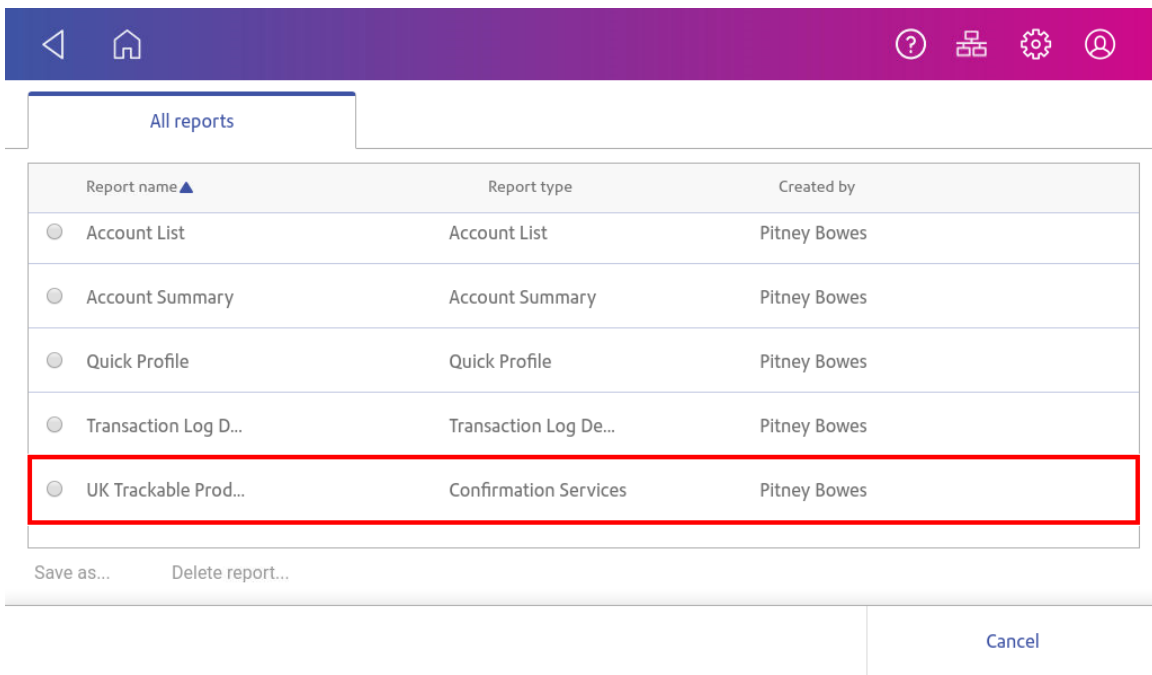 All reports
Report name Report type Created by
Account List Account List Pitney Bowes
Account Summary Account Summary Pitney Bowes
Quick Profile Quick Profile Pitney Bowes
Transaction Log D... Transaction Log De... Pitney Bowes
UK Trackable Prod... Confirmation Services Pitney Bowes
Save as... Delete report...
Cancel